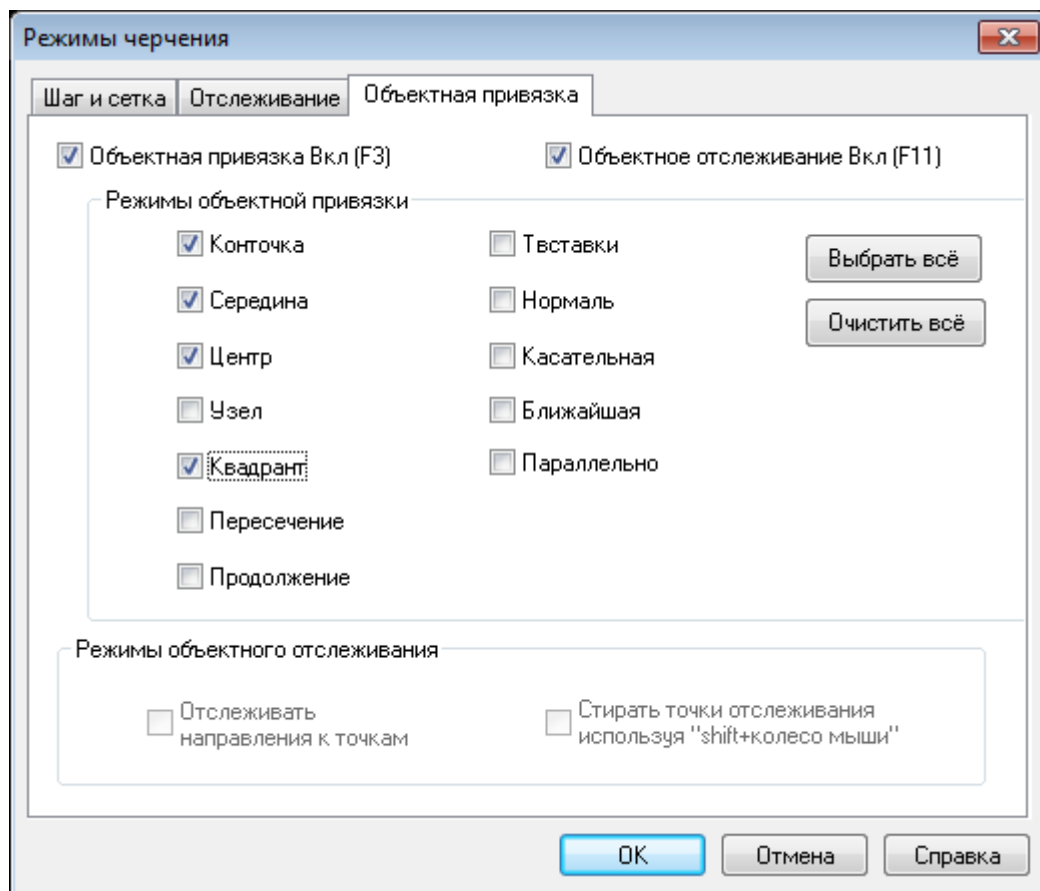 Режимы черчения
Шаг и сетка Отслеживание Объектная привязка
Объектная привязка Вкл (F3) Объектное отслеживание Вкл (F11)
Режимы объектной привязки
Конточка Твставки Выбрать всё
Середина Нормаль Очистить всё
Центр Касательная
Узел Ближайшая
Квадрант Параллельно
Пересечение
Продолжение
Режимы объектного отслеживания
Отслеживать Стирать точки отслеживания
направления к точкам используя "shift+колесо мыши"
OK Отмена Справка